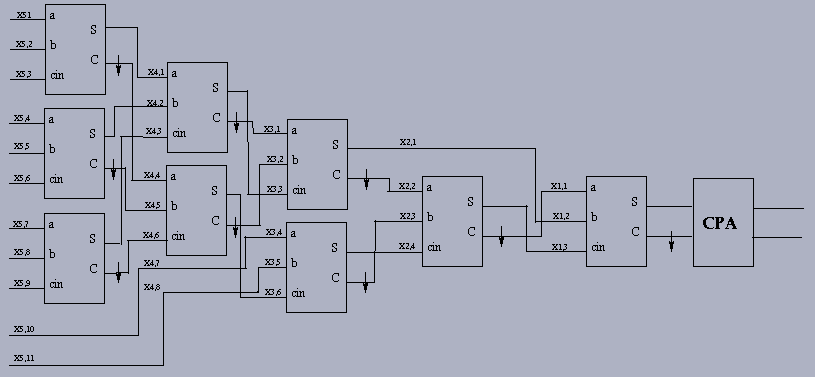 X5,1 a S
X5,2 b
X5,3 cin C
X5,4 a S
X5,5 b
X5,6 cin C
X5,7 a S
X5,8 b
X5,9 cin C
X5,10
X5,11
X4,1 a S
X4,2 b
X4,3 cin C
X4,4 a S
X4,5 b
X4,6 cin C
X4,7
X4,8
X3,1 a S
X3,2 b
X3,3 cin C
X3,4 a S
X3,5 b
X3,6 cin C
X2,1
X2,2 a S
X2,3 b
X2,4 cin C
X1,1 a S
X1,2 b
X1,3 cin C
CPA